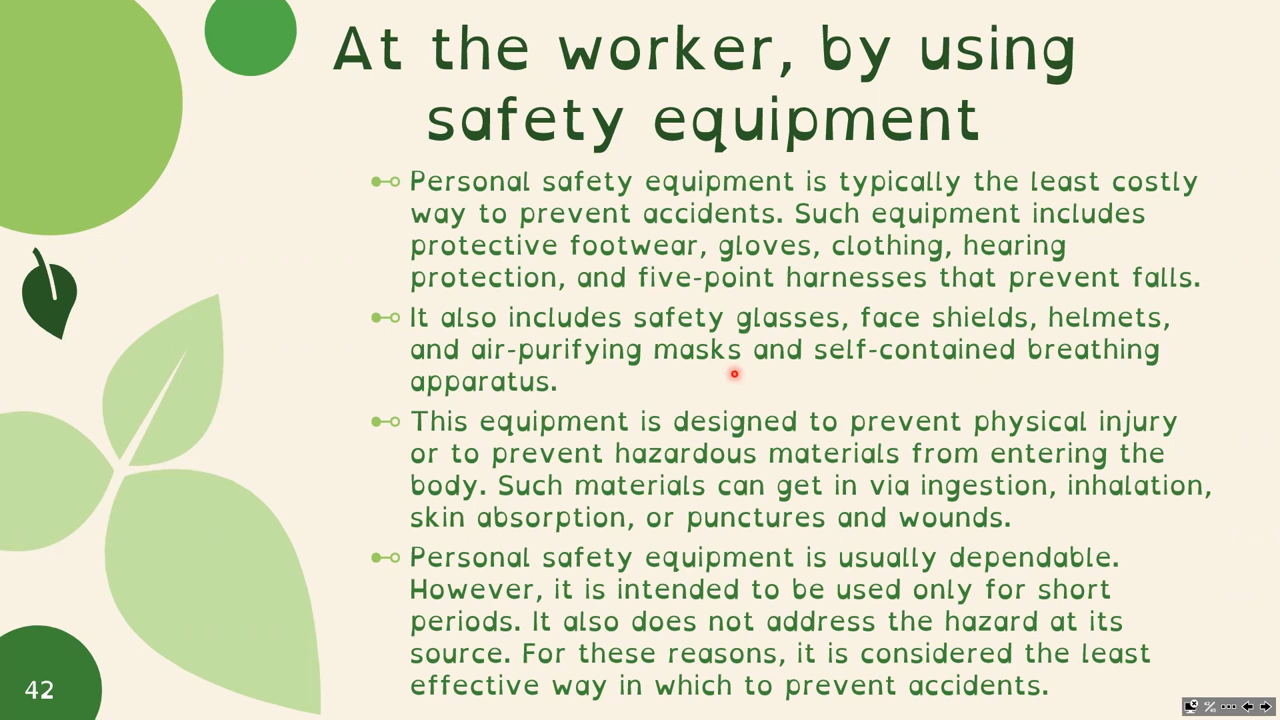 At the worker, by using
safety equipment
Personal safety equipment is typically the least costly
way to prevent accidents. Such equipment includes
protective footwear, gloves, clothing, hearing
protection, and five-point harnesses that prevent falls.
It also includes safety glasses, face shields, helmets,
and air-purifying masks and self-contained breathing
apparatus.
This equipment is designed to prevent physical injury
or to prevent hazardous materials from entering the
body. Such materials can get in via ingestion, inhalation,
skin absorption, or punctures and wounds.
Personal safety equipment is usually dependable.
However, it is intended to be used only for short
periods. It also does not address the hazard at its
source. For these reasons, it is considered the least
effective way in which to prevent accidents.
42